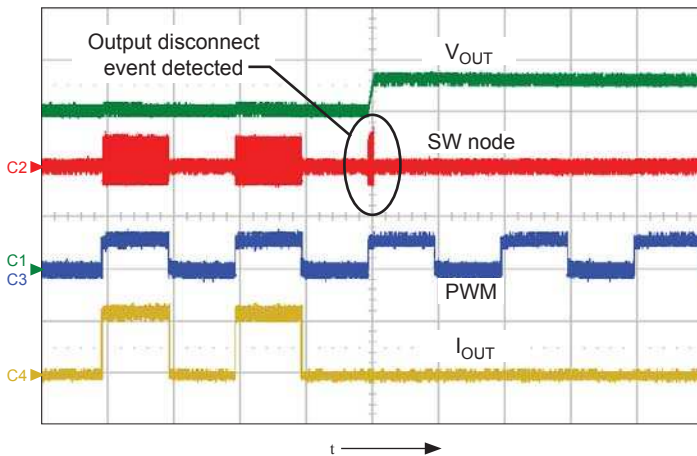 Output disconnect
event detected
VOUT
SW node
C2
C1
C3
PWM
IOUT
C4
t